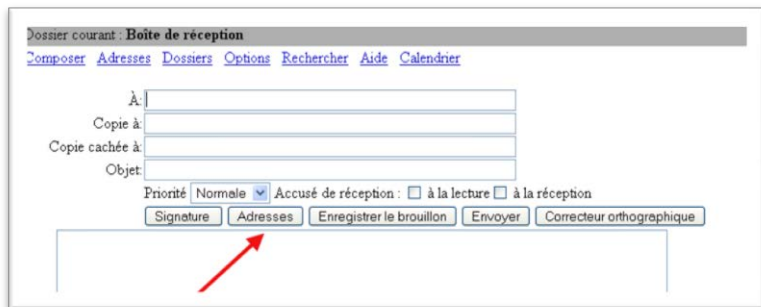 Dossier courant : Boîte de réception
Composer Adresses Dossiers Options Rechercher Aide Calendrier
À:
Copie à:
Copie cachée à:
Objet:
Priorité Normale Accusé de réception : à la lecture à la réception
Signature Adresses Enregistrer le brouillon Envoyer Correcteur orthographique